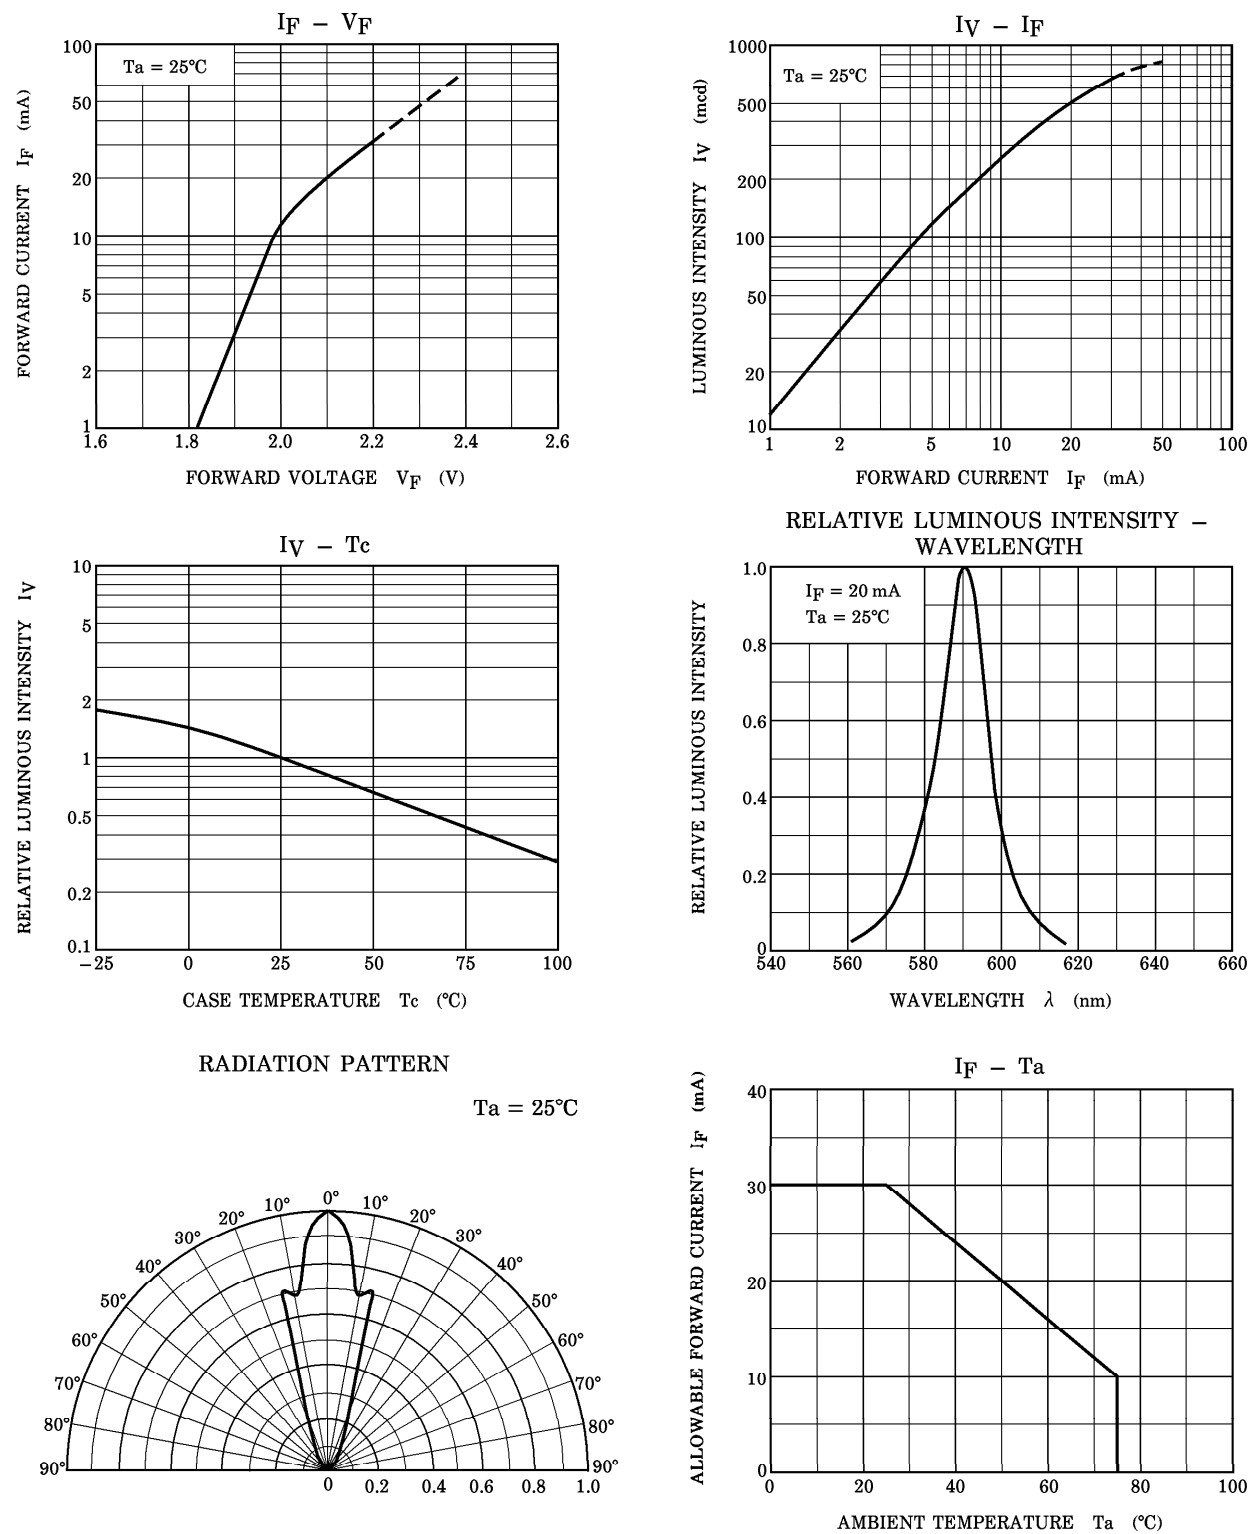 IF – VF
Ta = 25℃
100
50
20
10
5
2
1
1.6 1.8 2.0 2.2 2.4 2.6
FORWARD CURRENT IF (mA)
FORWARD VOLTAGE VF (V)
IV – IF
Ta = 25℃
1000
500
200
100
50
20
10
1 2 5 10 20 50 100
LUMINOUS INTENSITY IV (mcd)
FORWARD CURRENT IF (mA)
IV – Tc
10
5
2
1
0.5
0.2
0.1
−25 0 25 50 75 100
RELATIVE LUMINOUS INTENSITY IV
CASE TEMPERATURE Tc (℃)
RELATIVE LUMINOUS INTENSITY –
WAVELENGTH
IF = 20 mA
Ta = 25℃
1.0
0.8
0.6
0.4
0.2
0
540 560 580 600 620 640 660
RELATIVE LUMINOUS INTENSITY
WAVELENGTH λ (nm)
RADIATION PATTERN
Ta = 25℃
0°
10° 10°
20° 20°
30° 30°
40° 40°
50° 50°
60° 60°
70° 70°
80° 80°
90° 90°
0 0.2 0.4 0.6 0.8 1.0
IF – Ta
40
30
20
10
0
0 20 40 60 80 100
ALLOWABLE FORWARD CURRENT IF (mA)
AMBIENT TEMPERATURE Ta (℃)